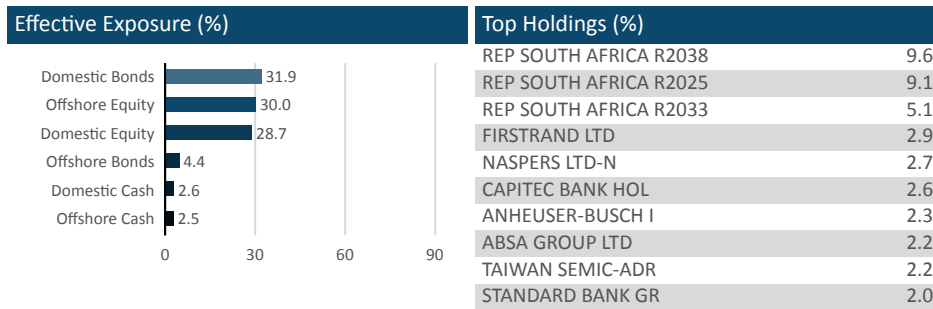 Effective Exposure (%)
Domestic Bonds 31.9
Offshore Equity 30.0
Domestic Equity 28.7
Offshore Bonds 4.4
Domestic Cash 2.6
Offshore Cash 2.5
0 30 60 90
Top Holdings (%)
REP SOUTH AFRICA R2038 9.6
REP SOUTH AFRICA R2025 9.1
REP SOUTH AFRICA R2033 5.1
FIRSTRAND LTD 2.9
NASPERS LTD-N 2.7
CAPITEC BANK HOL 2.6
ANHEUSER-BUSCH I 2.3
ABSA GROUP LTD 2.2
TAIWAN SEMIC-ADR 2.2
STANDARD BANK GR 2.0